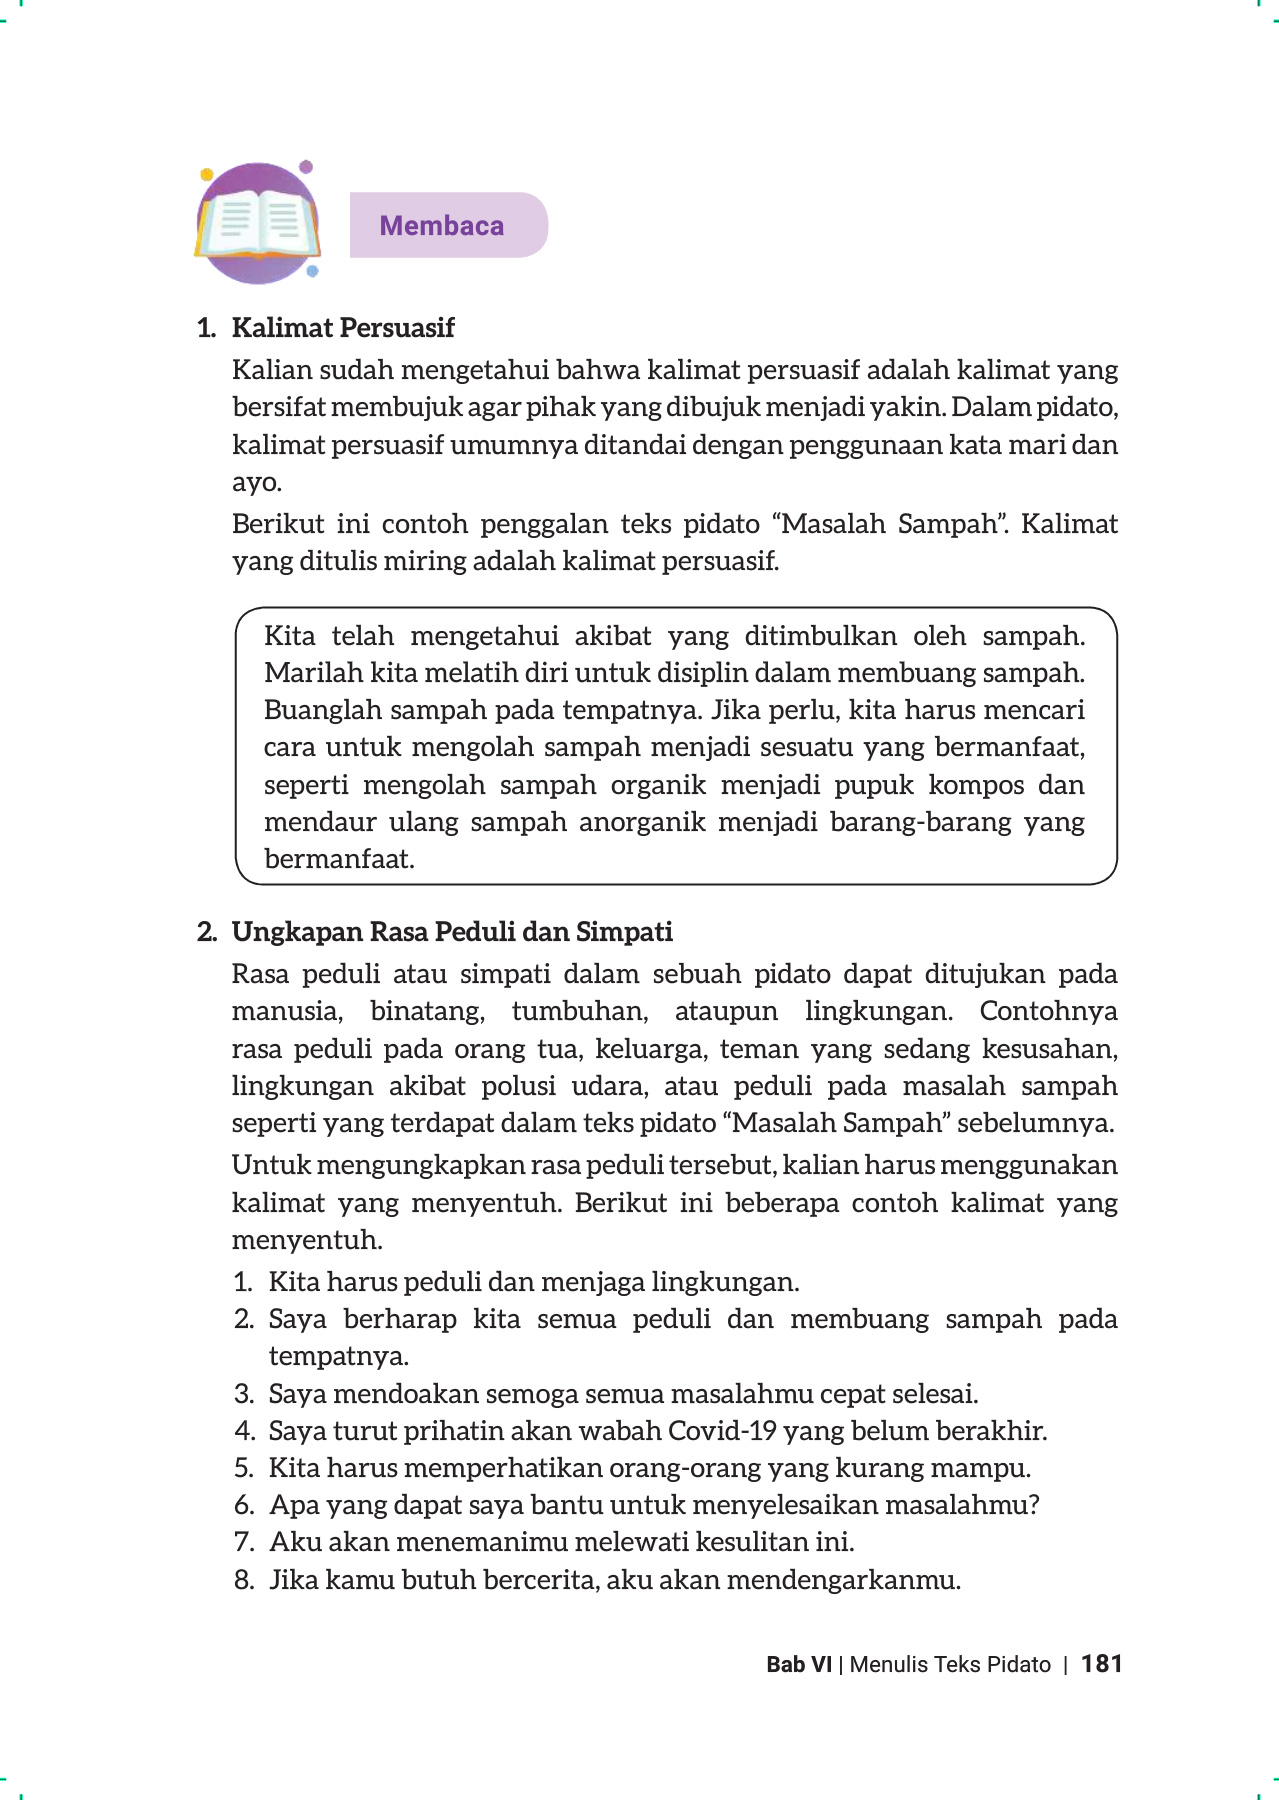 Membaca
1. Kalimat Persuasif
Kalian sudah mengetahui bahwa kalimat persuasif adalah kalimat yang
bersifat membujuk agar pihak yang dibujuk menjadi yakin. Dalam pidato,
kalimat persuasif umumnya ditandai dengan penggunaan kata mari dan
ayo.
Berikut ini contoh penggalan teks pidato “Masalah Sampah”. Kalimat
yang ditulis miring adalah kalimat persuasif.
Kita telah mengetahui akibat yang ditimbulkan oleh sampah.
Marilah kita melatih diri untuk disiplin dalam membuang sampah.
Buanglah sampah pada tempatnya. Jika perlu, kita harus mencari
cara untuk mengolah sampah menjadi sesuatu yang bermanfaat,
seperti mengolah sampah organik menjadi pupuk kompos dan
mendaur ulang sampah anorganik menjadi barang-barang yang
bermanfaat.
2. Ungkapan Rasa Peduli dan Simpati
Rasa peduli atau simpati dalam sebuah pidato dapat ditujukan pada
manusia, binatang, tumbuhan, ataupun lingkungan. Contohnya
rasa peduli pada orang tua, keluarga, teman yang sedang kesusahan,
lingkungan akibat polusi udara, atau peduli pada masalah sampah
seperti yang terdapat dalam teks pidato “Masalah Sampah” sebelumnya.
Untuk mengungkapkan rasa peduli tersebut, kalian harus menggunakan
kalimat yang menyentuh. Berikut ini beberapa contoh kalimat yang
menyentuh.
1. Kita harus peduli dan menjaga lingkungan.
2. Saya berharap kita semua peduli dan membuang sampah pada
tempatnya.
3. Saya mendoakan semoga semua masalahmu cepat selesai.
4. Saya turut prihatin akan wabah Covid-19 yang belum berakhir.
5. Kita harus memperhatikan orang-orang yang kurang mampu.
6. Apa yang dapat saya bantu untuk menyelesaikan masalahmu?
7. Aku akan menemanimu melewati kesulitan ini.
8. Jika kamu butuh bercerita, aku akan mendengarkanmu.
Bab VI | Menulis Teks Pidato | 181